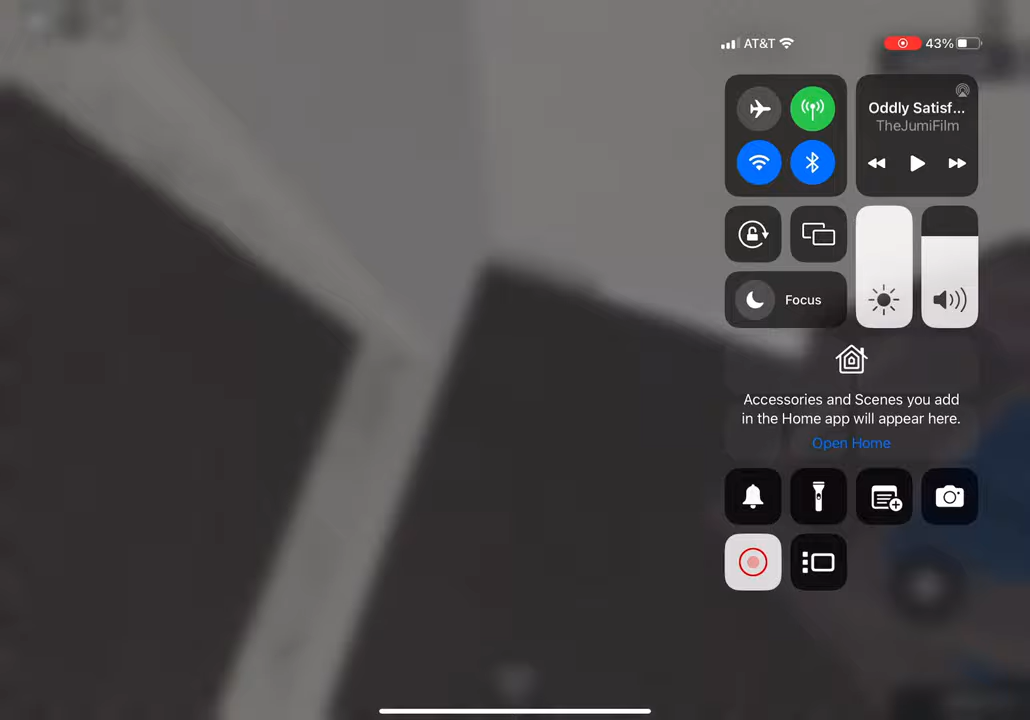 AT&T
43%
Oddly Satisf...
TheJumiFilm
Focus
Accessories and Scenes you add
in the Home app will appear here.
Open Home